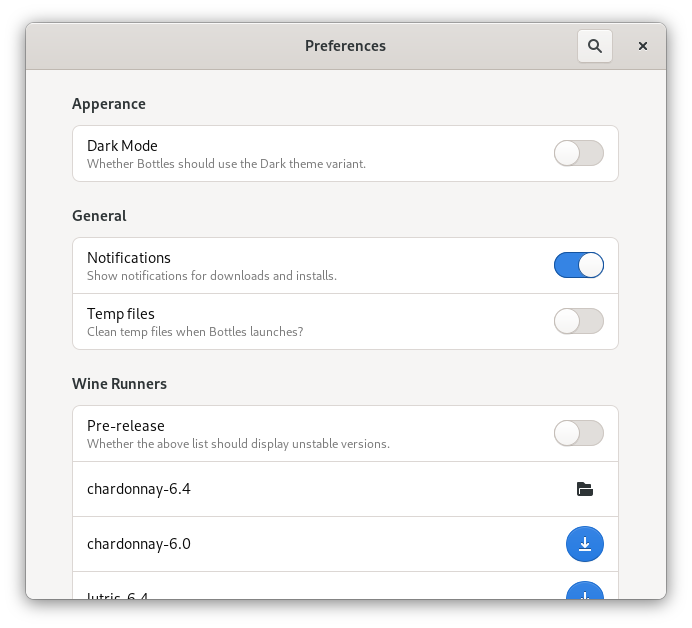 Preferences
Apperance
Dark Mode
Whether Bottles should use the Dark theme variant.
General
Notifications
Show notifications for downloads and installs.
Temp files
Clean temp files when Bottles launches?
Wine Runners
Pre-release
Whether the above list should display unstable versions.
chardonnay-6.4
chardonnay-6.0
lutris-6.4